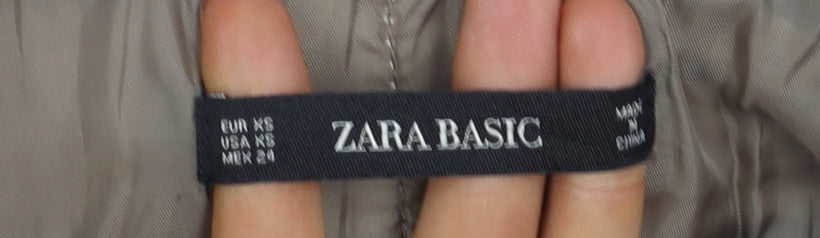 EUR XS
USA XS
MEX 24
ZARA BASIC
MADE
IN
CHINA